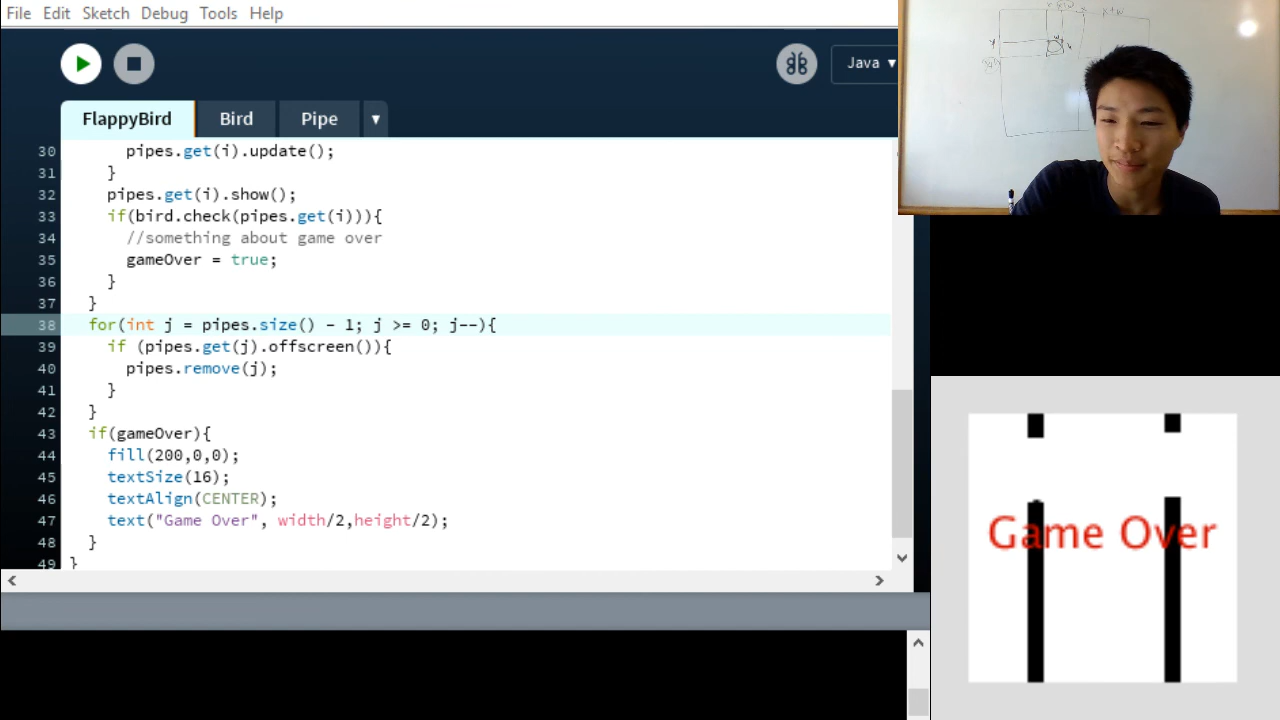 File Edit Sketch Debug Tools Help
Java ▾
FlappyBird Bird Pipe ▾
30 pipes.get(i).update();
31 }
32 pipes.get(i).show();
33 if(bird.check(pipes.get(i))){
34 //something about game over
35 gameOver = true;
36 }
37 }
38 for(int j = pipes.size() - 1; j >= 0; j--){
39 if (pipes.get(j).offscreen()){
40 pipes.remove(j);
41 }
42 }
43 if(gameOver){
44 fill(200,0,0);
45 textSize(16);
46 textAlign(CENTER);
47 text("Game Over", width/2,height/2);
48 }
49 }
Game Over